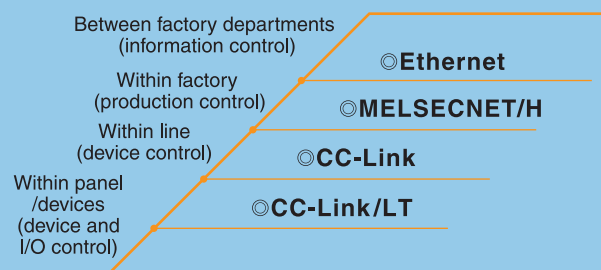 Between factory departments
(information control)
◎Ethernet
Within factory
(production control)
◎MELSECNET/H
Within line
(device control)
◎CC-Link
Within panel
/devices
(device and
I/O control)
◎CC-Link/LT